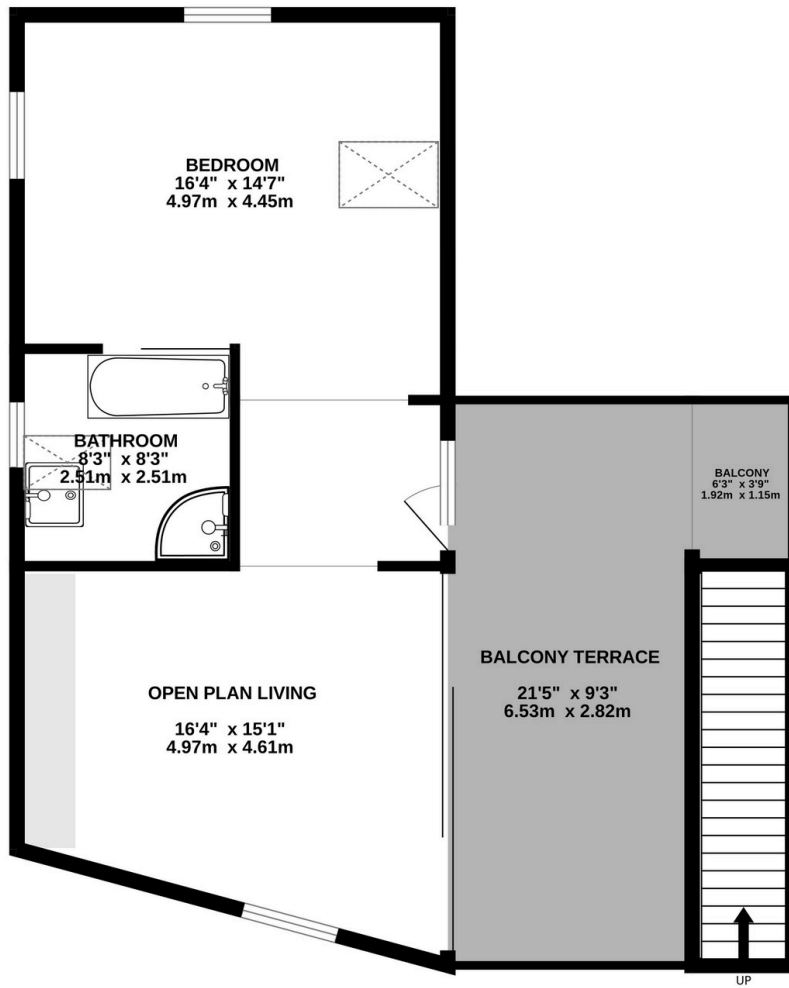 BEDROOM
16'4" x 14'7"
4.97m x 4.45m
BATHROOM
8'3" x 8'3"
2.51m x 2.51m
BALCONY
6'3" x 3'9"
1.92m x 1.15m
OPEN PLAN LIVING
16'4" x 15'1"
4.97m x 4.61m
BALCONY TERRACE
21'5" x 9'3"
6.53m x 2.82m
UP